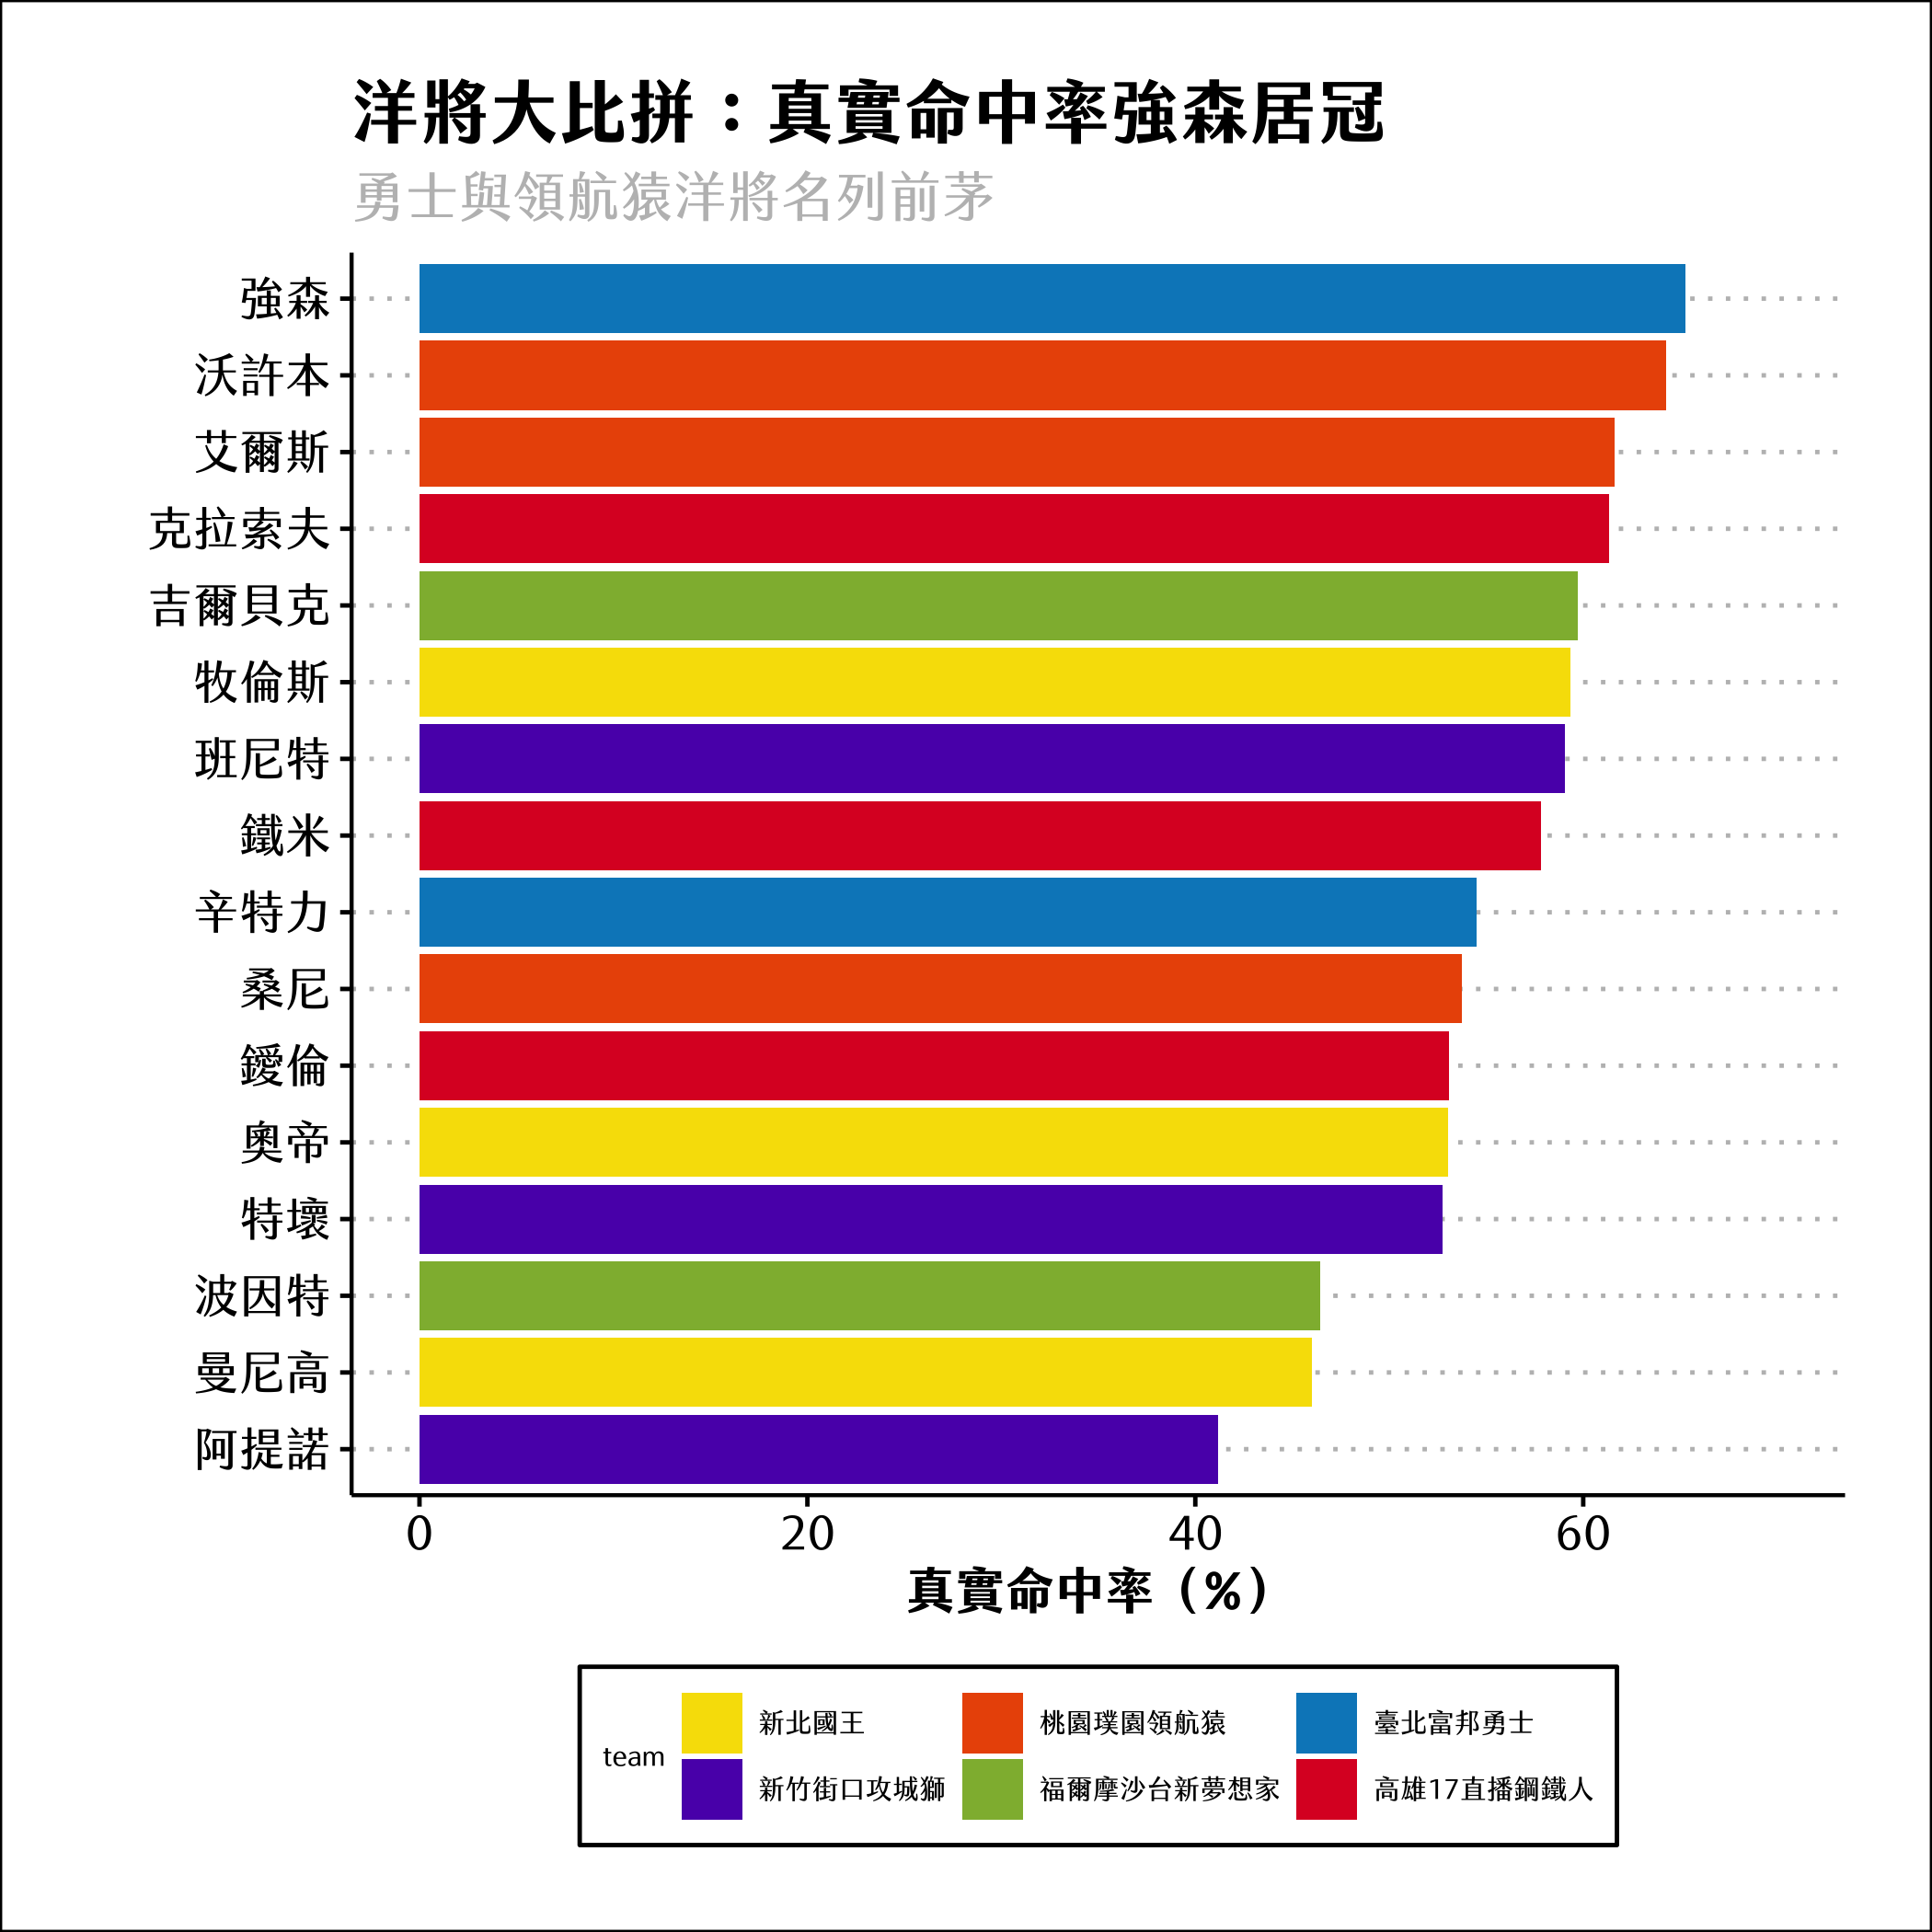 洋將大比拼：真實命中率強森居冠
勇士與領航猿洋將名列前茅
強森
沃許本
艾爾斯
克拉索夫
吉爾貝克
牧倫斯
班尼特
鐵米
辛特力
桑尼
鑀倫
奧帝
特壞
波因特
曼尼高
阿提諾
0 20 40 60
真實命中率 (%)
team
新北國王 桃園璞園領航猿 臺北富邦勇士
新竹街口攻城獅 福爾摩沙台新夢想家 高雄17直播鋼鐵人